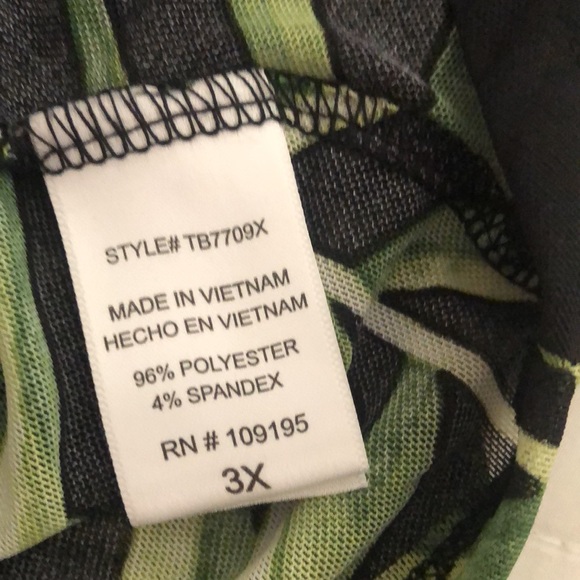 STYLE# TB7709X
MADE IN VIETNAM
HECHO EN VIETNAM
96% POLYESTER
4% SPANDEX
RN # 109195
3X